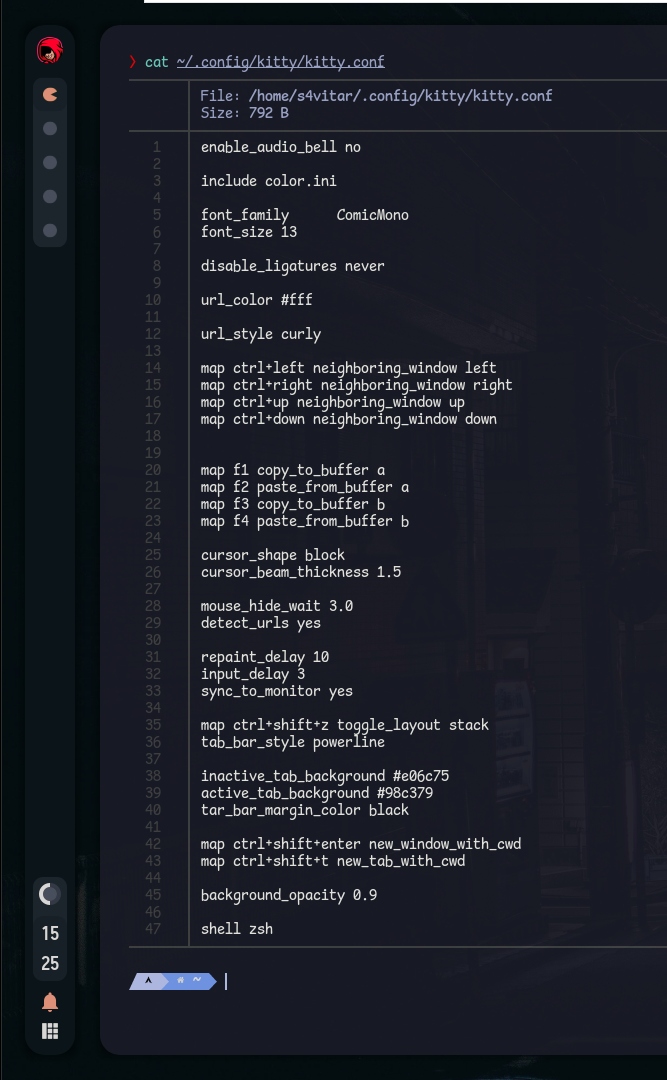 ❯ cat ~/.config/kitty/kitty.conf
File: /home/s4vitar/.config/kitty/kitty.conf
Size: 792 B
1 enable_audio_bell no
2
3 include color.ini
4
5 font_family      ComicMono
6 font_size 13
7
8 disable_ligatures never
9
10 url_color #fff
11
12 url_style curly
13
14 map ctrl+left neighboring_window left
15 map ctrl+right neighboring_window right
16 map ctrl+up neighboring_window up
17 map ctrl+down neighboring_window down
18
19
20 map f1 copy_to_buffer a
21 map f2 paste_from_buffer a
22 map f3 copy_to_buffer b
23 map f4 paste_from_buffer b
24
25 cursor_shape block
26 cursor_beam_thickness 1.5
27
28 mouse_hide_wait 3.0
29 detect_urls yes
30
31 repaint_delay 10
32 input_delay 3
33 sync_to_monitor yes
34
35 map ctrl+shift+z toggle_layout stack
36 tab_bar_style powerline
37
38 inactive_tab_background #e06c75
39 active_tab_background #98c379
40 tar_bar_margin_color black
41
42 map ctrl+shift+enter new_window_with_cwd
43 map ctrl+shift+t new_tab_with_cwd
44
45 background_opacity 0.9
46
47 shell zsh
~
15
25